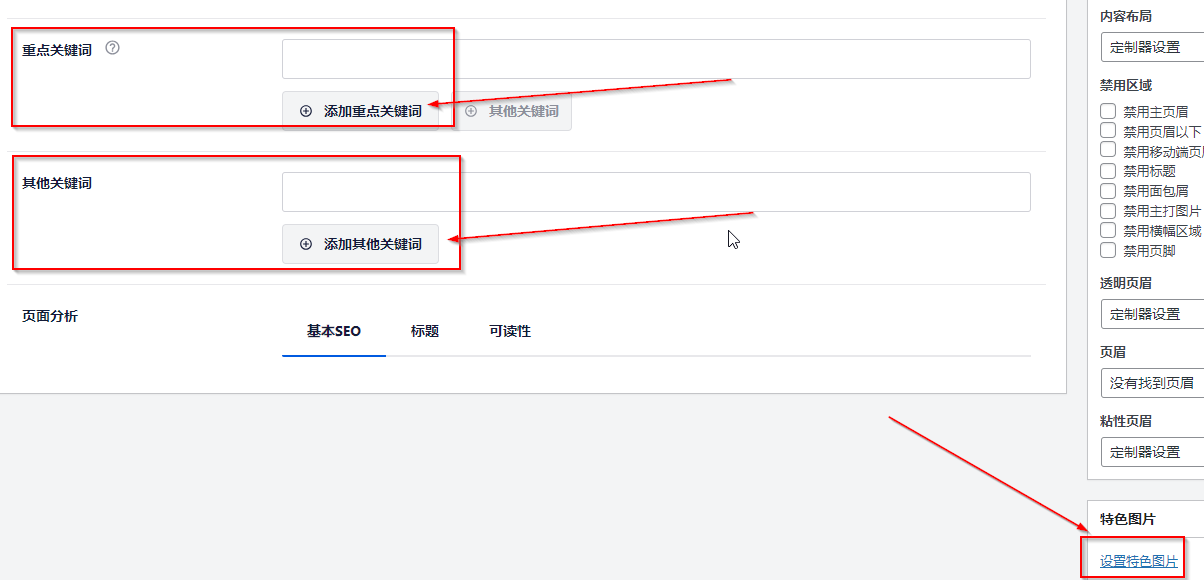 重点关键词
添加重点关键词
其他关键词
其他关键词
添加其他关键词
页面分析
基本SEO
标题
可读性
内容布局
定制器设置
禁用区域
禁用主页眉
禁用页眉以下
禁用移动端页
禁用标题
禁用面包屑
禁用主打图片
禁用横幅区域
禁用页脚
透明页眉
定制器设置
页眉
没有找到页眉
粘性页眉
定制器设置
特色图片
设置特色图片